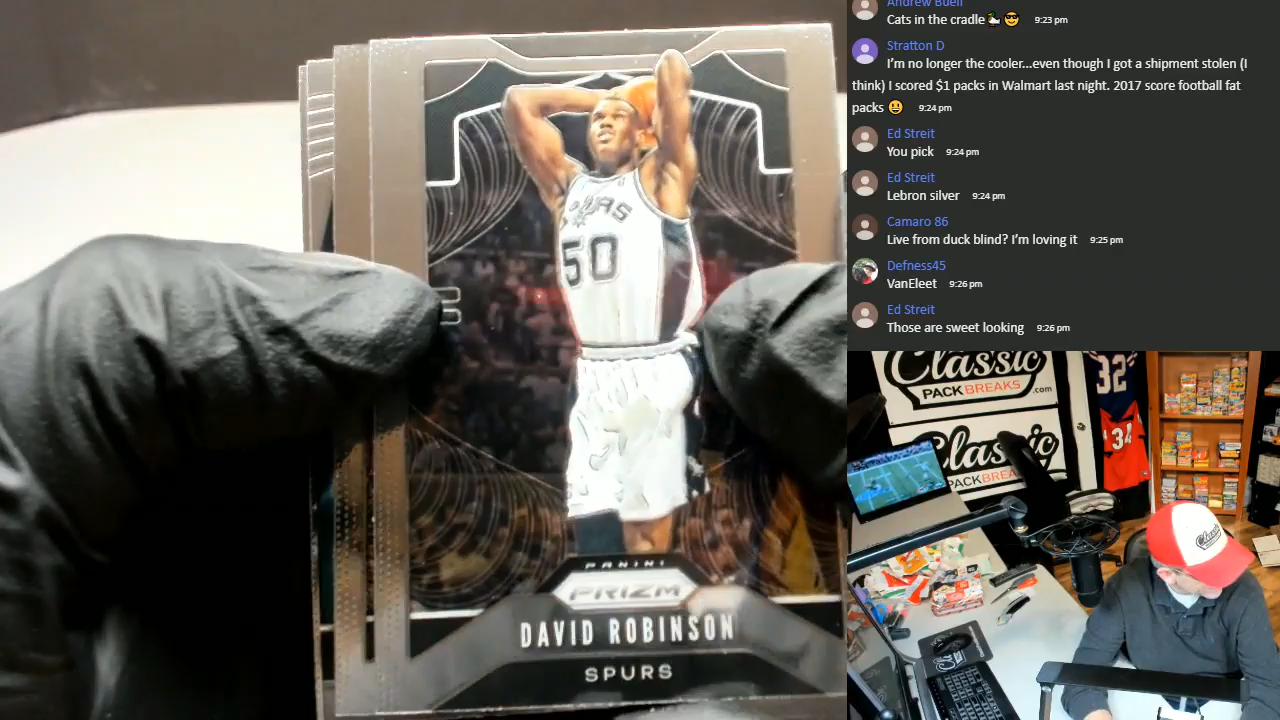 SPURS
50
PANINI
PRIZM
DAVID ROBINSON
SPURS
Andrew Buell
Cats in the cradle🦆😎 9:23 pm
Stratton D
I'm no longer the cooler...even though I got a shipment stolen (I
think) I scored $1 packs in Walmart last night. 2017 score football fat
packs 😃 9:24 pm
Ed Streit
You pick 9:24 pm
Ed Streit
Lebron silver 9:24 pm
Camaro 86
Live from duck blind? I'm loving it 9:25 pm
Defness45
VanEleet 9:26 pm
Ed Streit
Those are sweet looking 9:26 pm
Classic
PACKBREAKS.com
Classic
PACKBREA
32
34
Classic